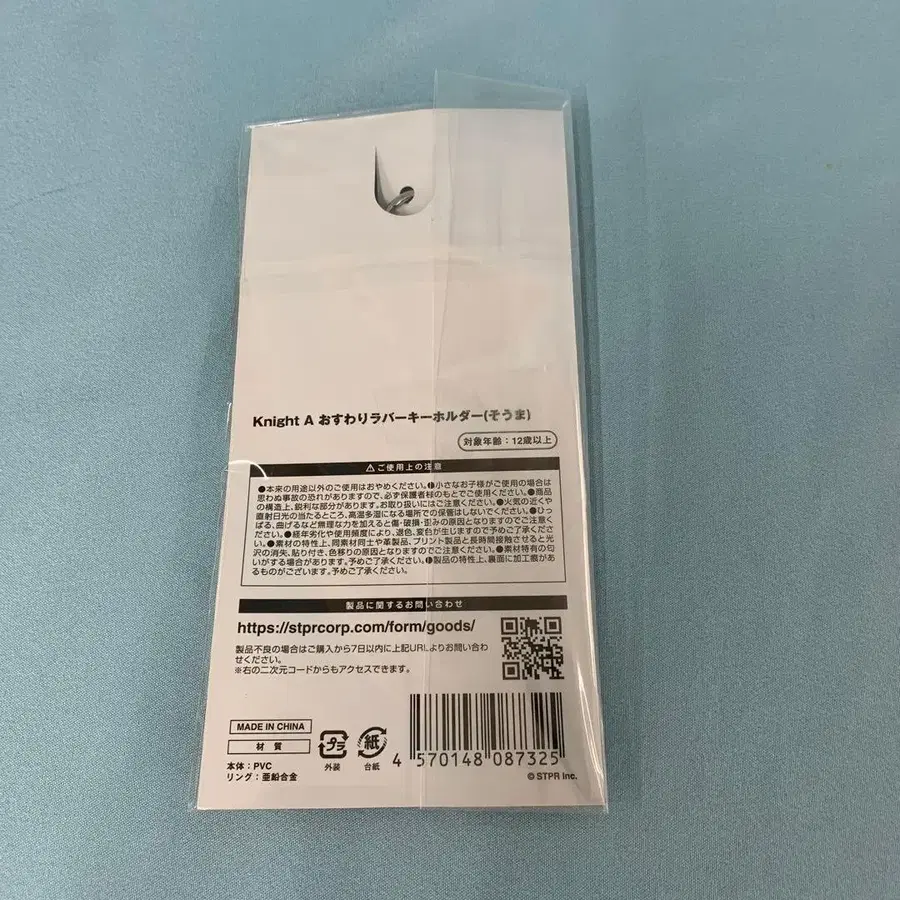 Knight A おすわりラバーキーホルダー(そうま)
対象年齢：12歳以上
⚠ご使用上の注意
●本来の用途以外のご使用はおやめください。●小さなお子様がご使用の場合は
思わぬ事故の恐れがありますので、必ず保護者様のもとでご使用ください。●商品
の構造上、鋭利な部分があります。お取り扱いにはご注意ください。●火気の近くや
直射日光の当たるところ、高温多湿になる場所での保管はしないでください。●ひっ
ぱる、曲げるなど無理な力を加えると傷・破損・歪みの原因となりますのでご注意くだ
さい。●経年劣化や使用頻度により、退色、変色が生じますので予めご了承くださ
い。●素材の特性上、同素材同士や革製品、プリント製品と長時間接触させると光
沢の消失、貼り付き、色移りの原因となりますのでご注意ください。●素材特有の匂
いがする場合があります。予めご了承ください。●製品の特性上、裏面に加工痕があ
るものがございます。予めご了承ください。
製品に関するお問い合わせ
https://stprcorp.com/form/goods/
製品不良の場合はご購入から7日以内に上記URLよりお問い合わ
せください。
※右の二次元コードからもアクセスできます。
MADE IN CHINA
材質
本体：PVC
リング：亜鉛合金
プラ
外装
紙
台紙
4 570148 087325
© STPR Inc.